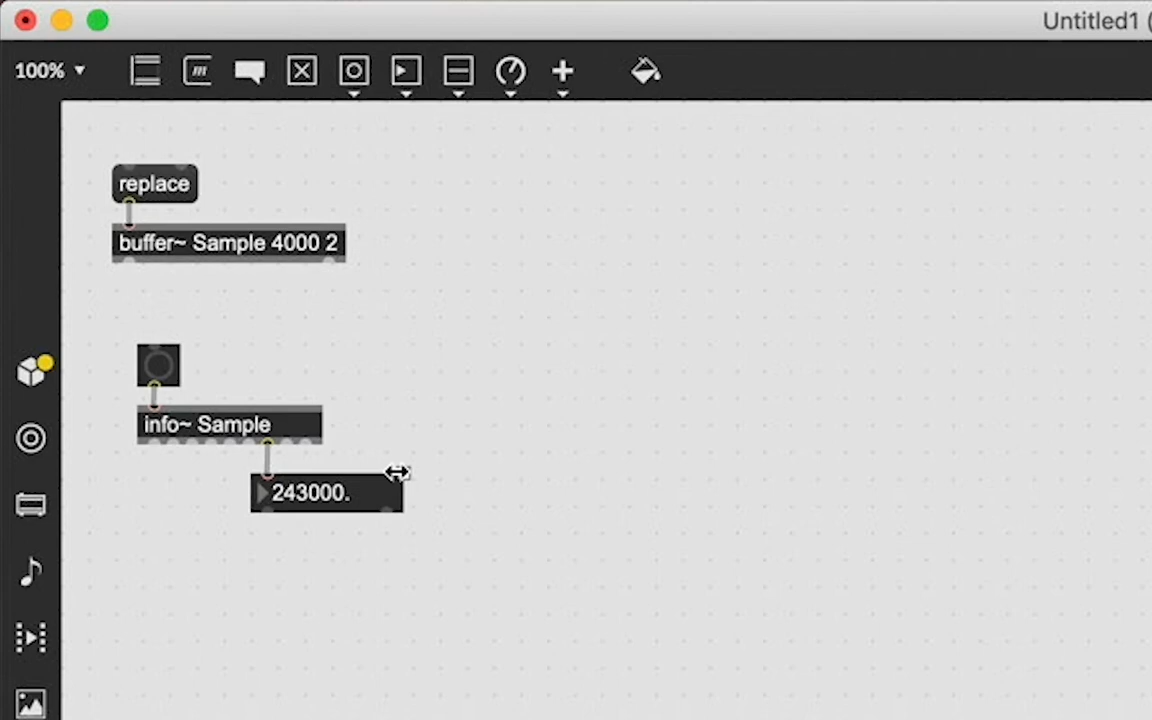 Untitled1 (
100%
replace
buffer~ Sample 4000 2
info~ Sample
243000.